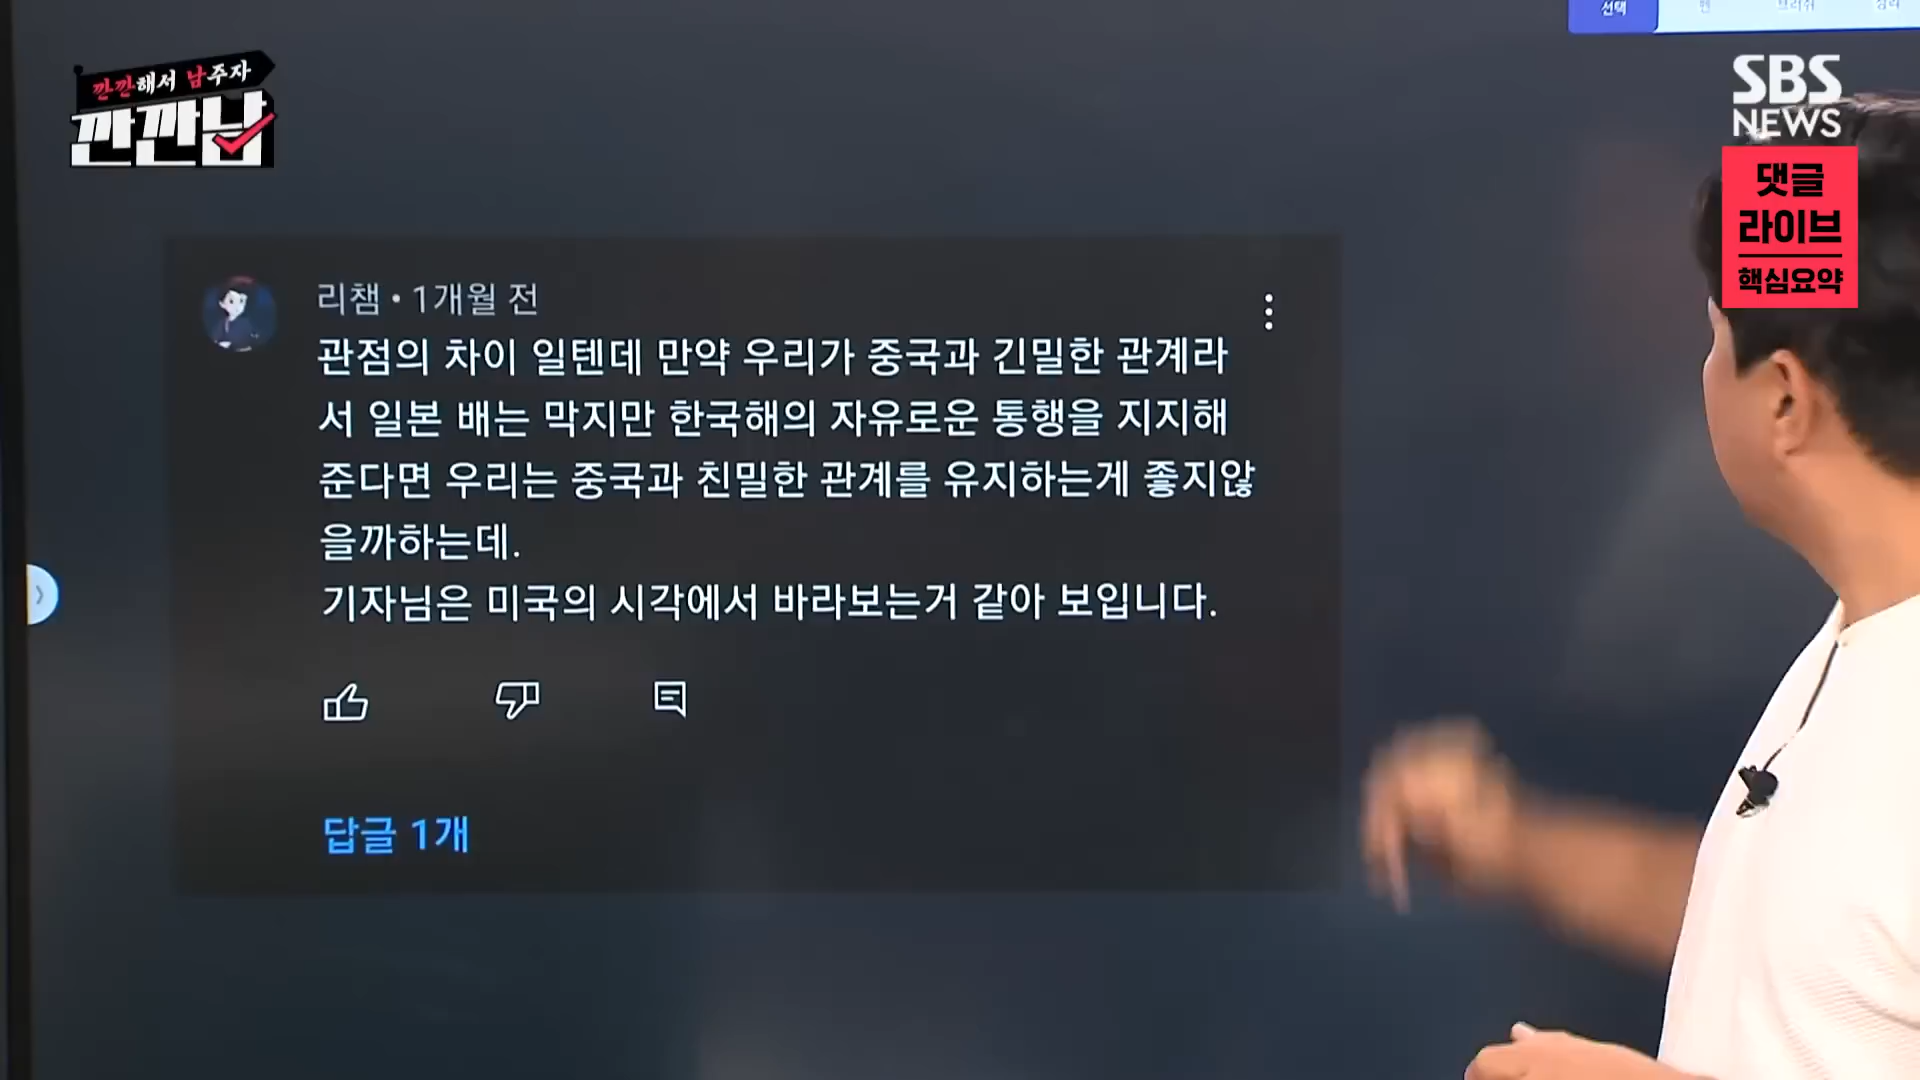 선택 펜 브러쉬
깐깐해서 남주자
깐깐남
SBS
NEWS
댓글
라이브
핵심요약
리챔 • 1개월 전
관점의 차이 일텐데 만약 우리가 중국과 긴밀한 관계라
서 일본 배는 막지만 한국해의 자유로운 통행을 지지해
준다면 우리는 중국과 친밀한 관계를 유지하는게 좋지않
을까하는데.
기자님은 미국의 시각에서 바라보는거 같아 보입니다.
답글 1개